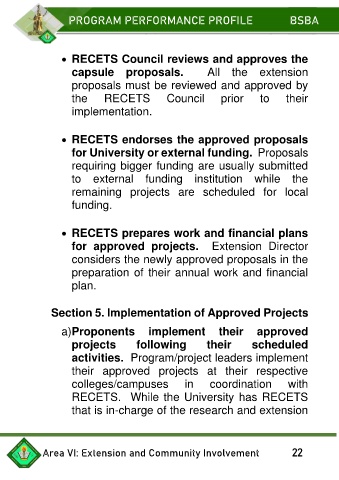 PROGRAM PERFORMANCE PROFILE BSBA
• RECETS Council reviews and approves the
capsule proposals. All the extension
proposals must be reviewed and approved by
the RECETS Council prior to their
implementation.
• RECETS endorses the approved proposals
for University or external funding. Proposals
requiring bigger funding are usually submitted
to external funding institution while the
remaining projects are scheduled for local
funding.
• RECETS prepares work and financial plans
for approved projects. Extension Director
considers the newly approved proposals in the
preparation of their annual work and financial
plan.
Section 5. Implementation of Approved Projects
a)Proponents implement their approved
projects following their scheduled
activities. Program/project leaders implement
their approved projects at their respective
colleges/campuses in coordination with
RECETS. While the University has RECETS
that is in-charge of the research and extension
Area VI: Extension and Community Involvement 22